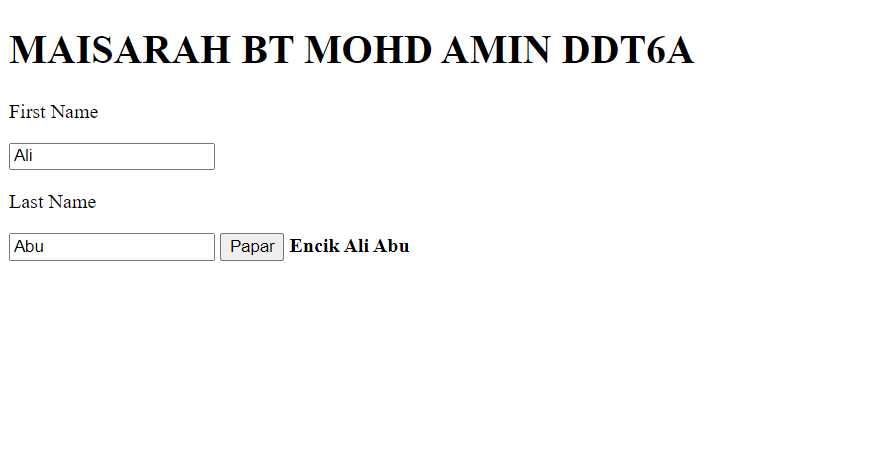 MAISARAH BT MOHD AMIN DDT6A
First Name
Ali
Last Name
Abu Papar Encik Ali Abu